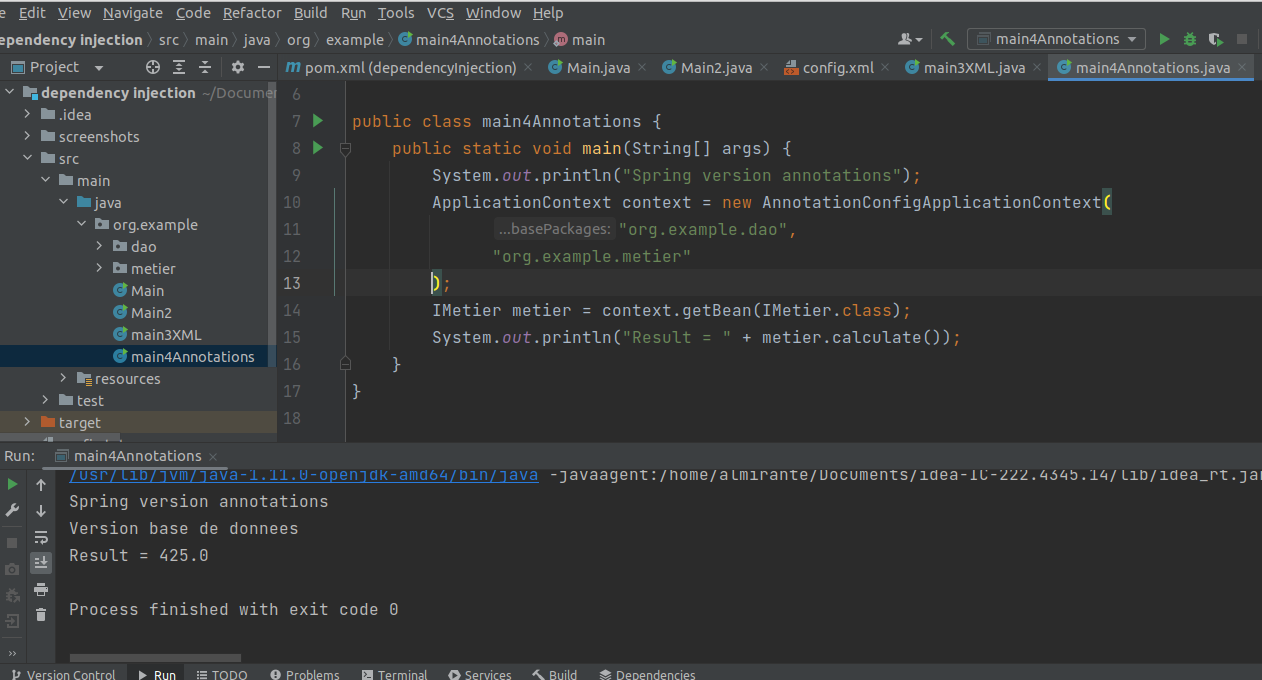 e Edit View Navigate Code Refactor Build Run Tools VCS Window Help
ependency injection src main java org example main4Annotations main
main4Annotations
Project
pom.xml (dependencyInjection) Main.java Main2.java config.xml main3XML.java main4Annotations.java
dependency injection ~/Documen
.idea
screenshots
src
main
java
org.example
dao
metier
Main
Main2
main3XML
main4Annotations
resources
test
target
6
7 public class main4Annotations {
8 public static void main(String[] args) {
9 System.out.println("Spring version annotations");
10 ApplicationContext context = new AnnotationConfigApplicationContext(
11 ...basePackages: "org.example.dao",
12 "org.example.metier"
13 );
14 IMetier metier = context.getBean(IMetier.class);
15 System.out.println("Result = " + metier.calculate());
16 }
17 }
18
Run: main4Annotations
/usr/lib/jvm/java-1.11.0-openjdk-amd64/bin/java -javaagent:/home/almirante/Documents/idea-IC-222.4345.14/lib/idea_rt.jar
Spring version annotations
Version base de donnees
Result = 425.0
Process finished with exit code 0
Version Control Run TODO Problems Terminal Services Build Dependencies